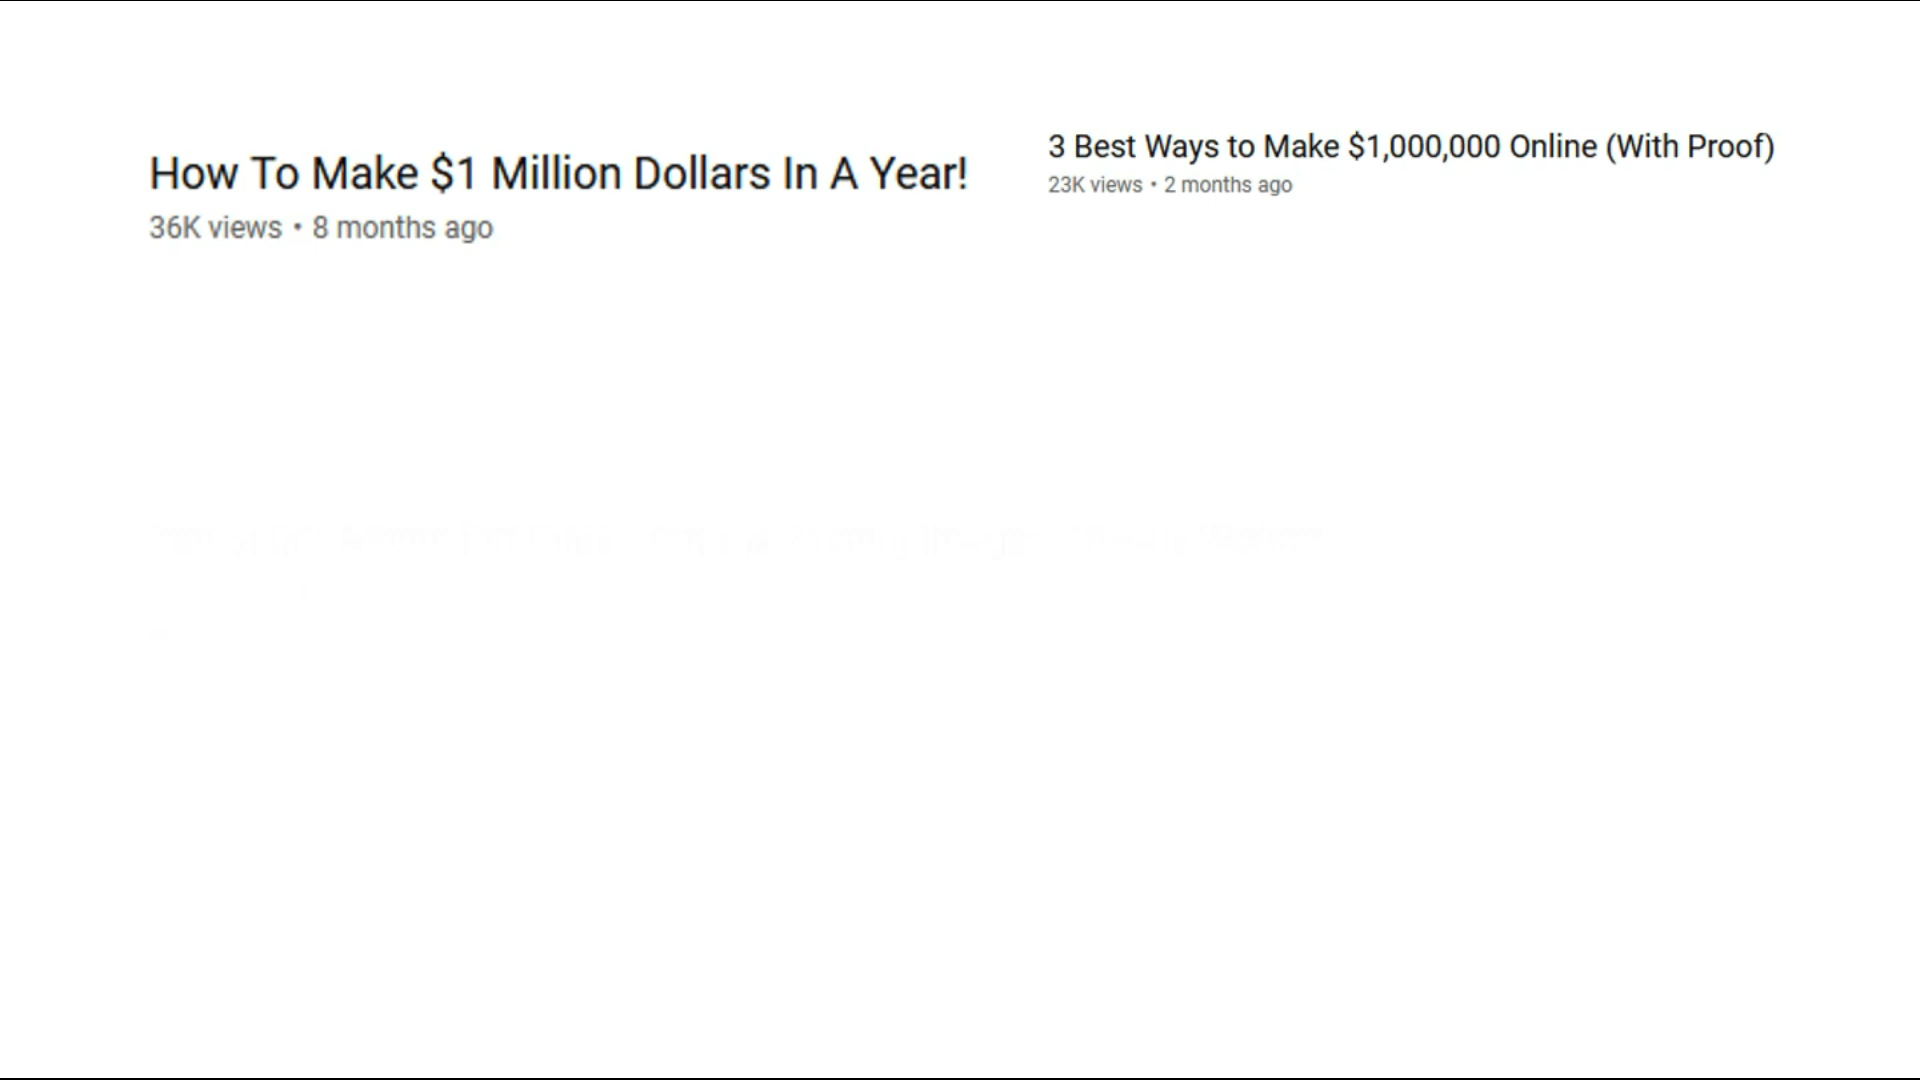 How To Make $1 Million Dollars In A Year!
36K views • 8 months ago
3 Best Ways to Make $1,000,000 Online (With Proof)
23K views • 2 months ago